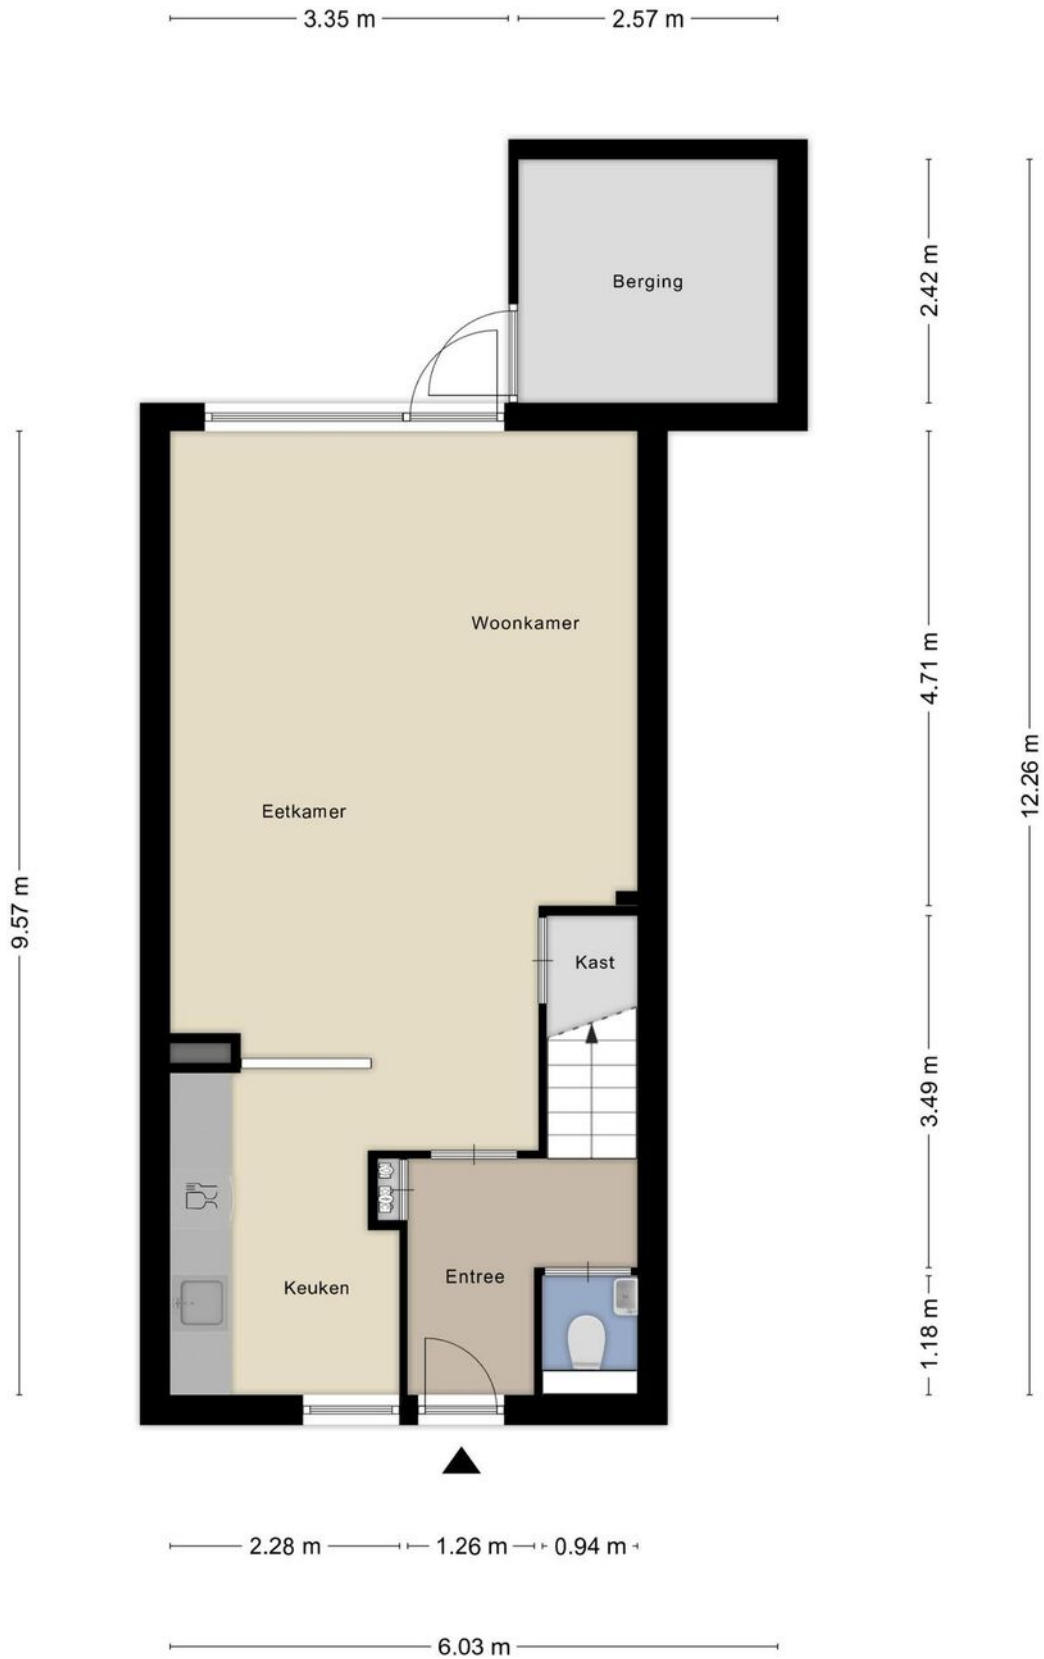 3.35 m
2.57 m
Berging
2.42 m
12.26 m
4.71 m
Woonkamer
Eetkamer
9.57 m
Kast
3.49 m
Keuken
Entree
1.18 m
2.28 m
1.26 m
0.94 m
6.03 m